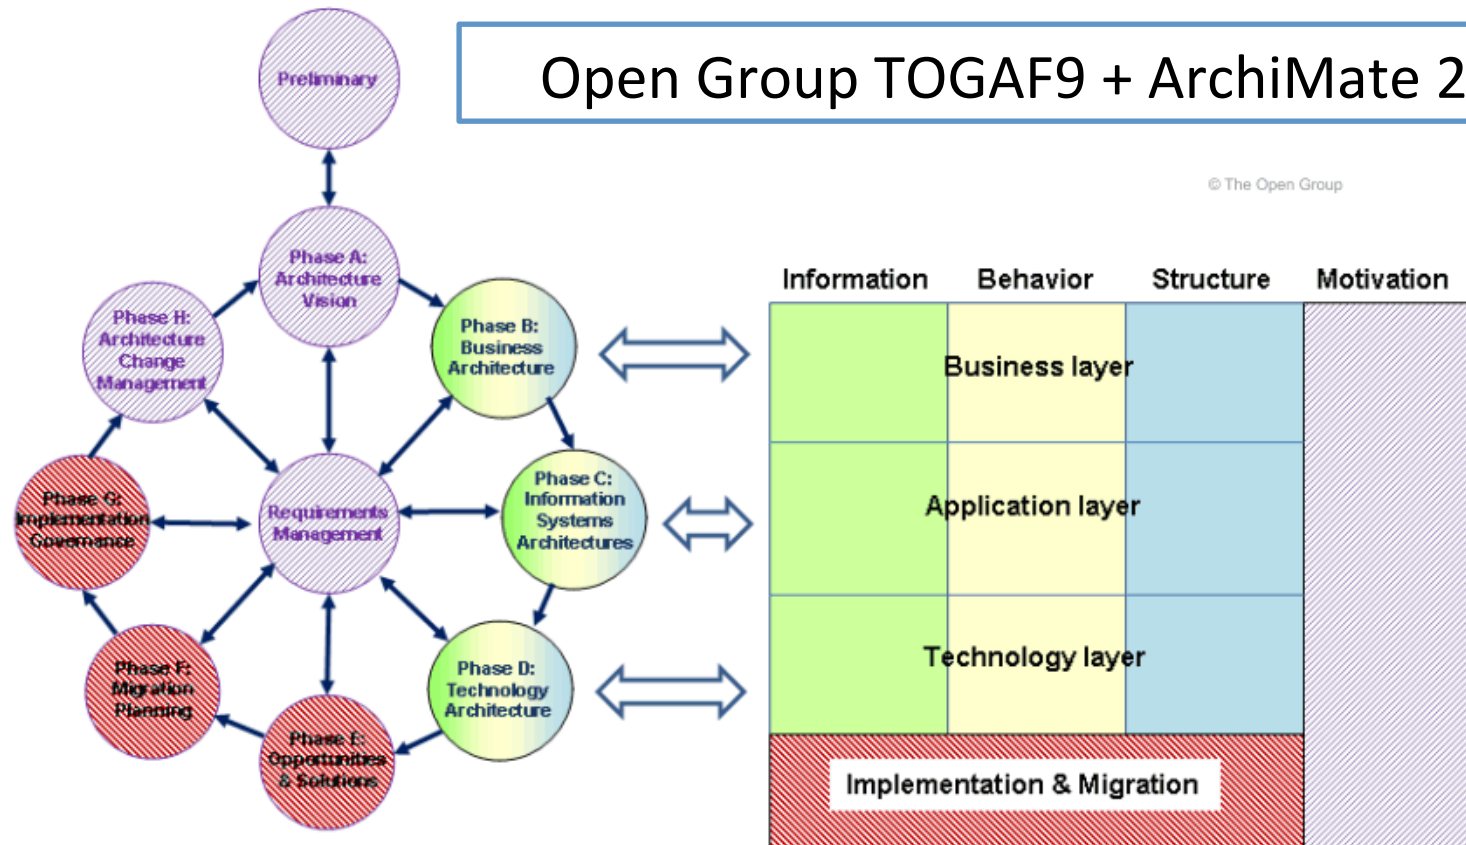 Open Group TOGAF9 + ArchiMate 2
© The Open Group
Preliminary
Phase A:
Architecture
Vision
Phase B:
Business
Architecture
Phase C:
Information
Systems
Architectures
Phase D:
Technology
Architecture
Phase E:
Opportunities
& Solutions
Phase F:
Migration
Planning
Phase G:
Implementation
Governance
Phase H:
Architecture
Change
Management
Requirements
Management
Information
Behavior
Structure
Motivation
Business layer
Application layer
Technology layer
Implementation & Migration